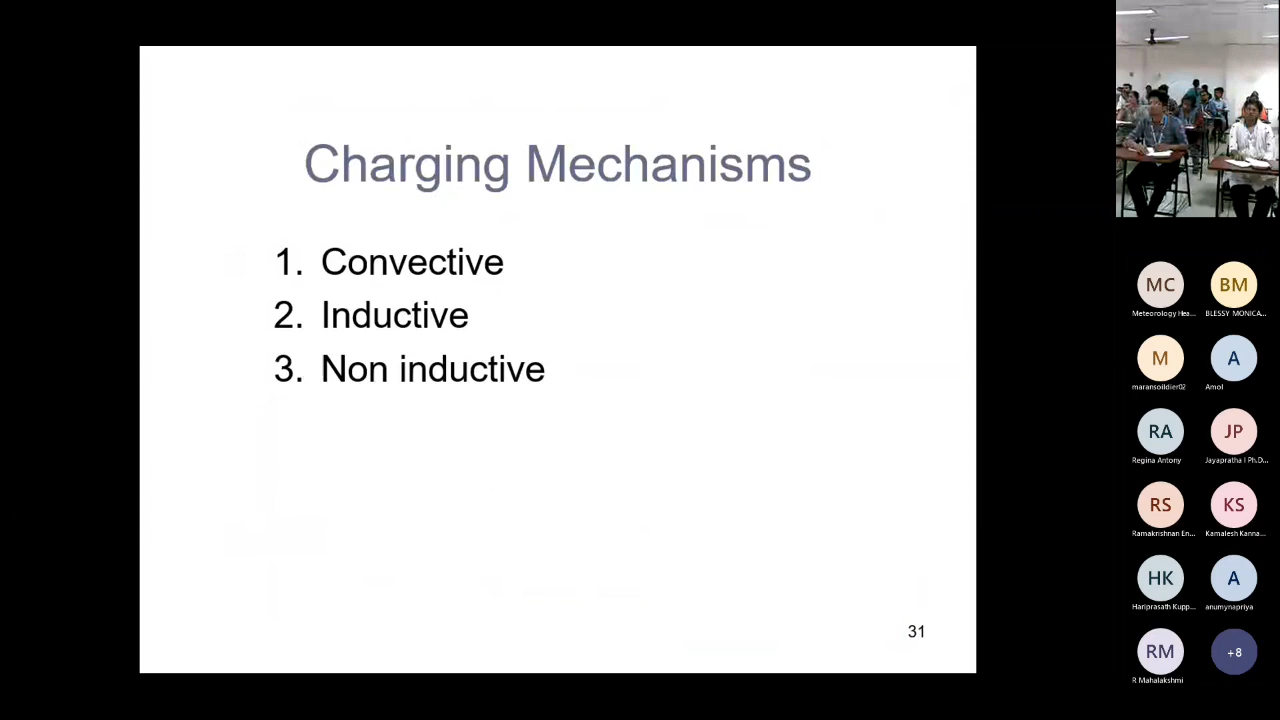 Charging Mechanisms
1. Convective
2. Inductive
3. Non inductive
31
MC
BM
Meteorology Hea...
BLESSY MONICA...
M
A
maransoildier02
Amol
RA
JP
Regina Antony
Jayapratha I Ph.D...
RS
KS
Ramakrishnan En...
Kamalesh Kanna...
HK
A
Hariprasath Kupp...
anumynapriya
RM
+8
R Mahalakshmi